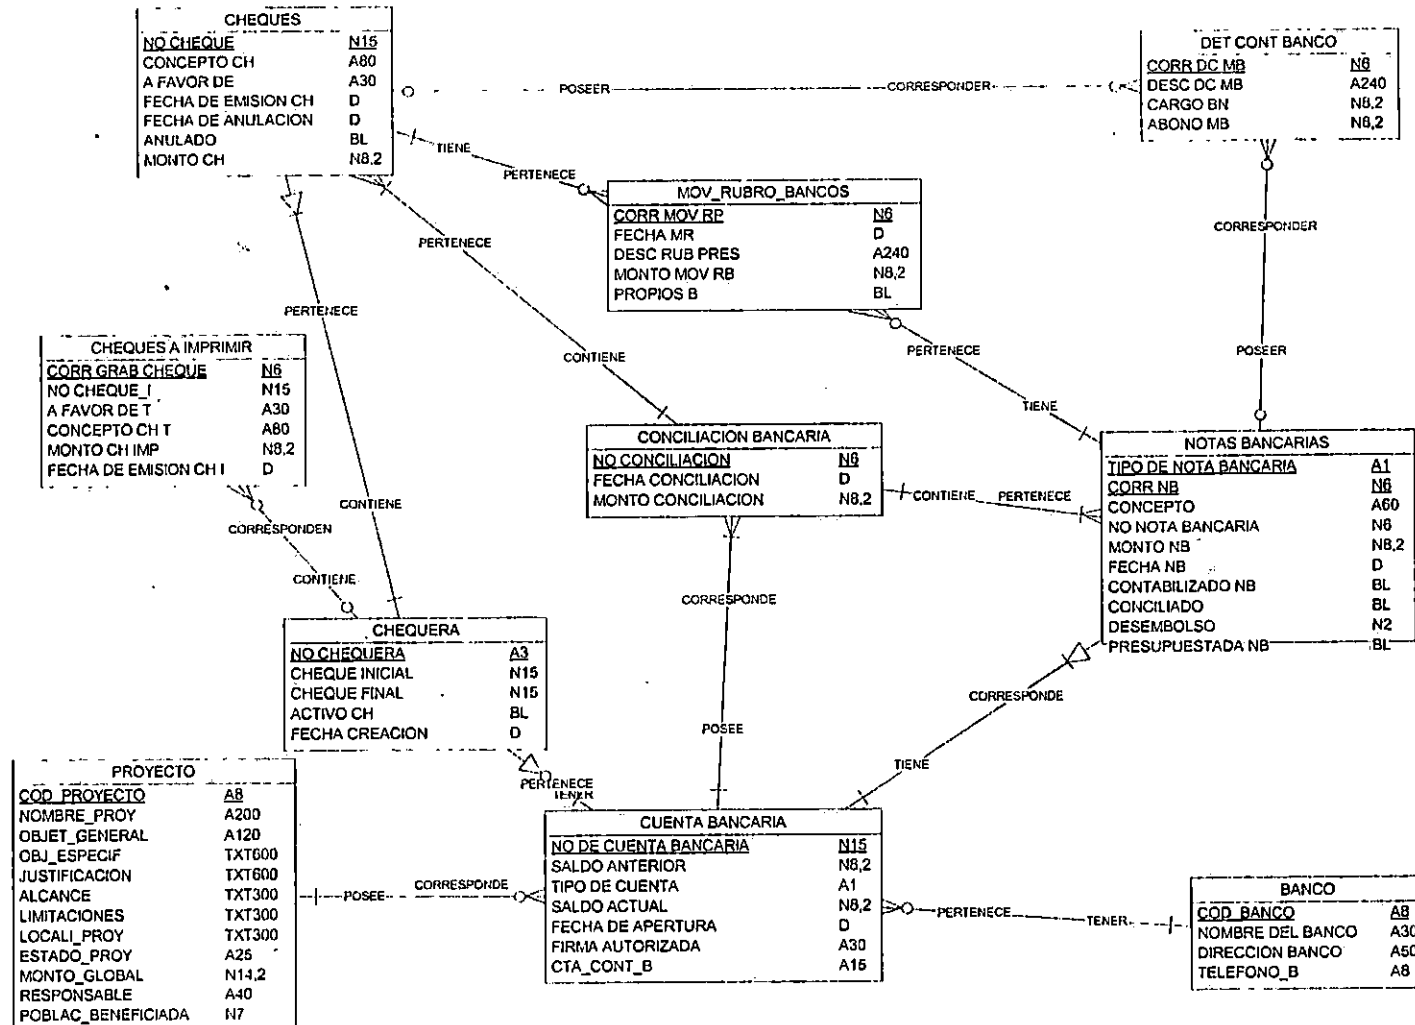 CHEQUES
NO CHEQUE N15
CONCEPTO CH A80
A FAVOR DE A30
FECHA DE EMISION CH D
FECHA DE ANULACION D
ANULADO BL
MONTO CH N8,2
DET CONT BANCO
CORR DC MB N6
DESC DC MB A240
CARGO BN N8,2
ABONO MB N8,2
POSEER
CORRESPONDER
TIENE
PERTENECE
MOV_RUBRO_BANCOS
CORR MOV RP N6
FECHA MR D
DESC RUB PRES A240
MONTO MOV RB N8,2
PROPIOS B BL
PERTENECE
CORRESPONDER
PERTENECE
CONTIENE
PERTENECE
POSEER
TIENE
CHEQUES A IMPRIMIR
CORR GRAB CHEQUE N6
NO CHEQUE_I N15
A FAVOR DE T A30
CONCEPTO CH T A80
MONTO CH IMP N8,2
FECHA DE EMISION CH I D
CONCILIACION BANCARIA
NO CONCILIACION N6
FECHA CONCILIACION D
MONTO CONCILIACION N8,2
NOTAS BANCARIAS
TIPO DE NOTA BANCARIA A1
CORR NB N6
CONCEPTO A60
NO NOTA BANCARIA N6
MONTO NB N8,2
FECHA NB D
CONTABILIZADO NB BL
CONCILIADO BL
DESEMBOLSO N2
PRESUPUESTADA NB BL
CONTIENE
PERTENECE
CONTIENE
CORRESPONDEN
CONTIENE
CORRESPONDE
CHEQUERA
NO CHEQUERA A3
CHEQUE INICIAL N15
CHEQUE FINAL N15
ACTIVO CH BL
FECHA CREACION D
CORRESPONDE
POSEE
TIENE
PERTENECE
TENER
PROYECTO
COD_PROYECTO A8
NOMBRE_PROY A200
OBJET_GENERAL A120
OBJ_ESPECIF TXT600
JUSTIFICACION TXT600
ALCANCE TXT300
LIMITACIONES TXT300
LOCALI_PROY TXT300
ESTADO_PROY A25
MONTO_GLOBAL N14,2
RESPONSABLE A40
POBLAC_BENEFICIADA N7
POSEE
CORRESPONDE
CUENTA BANCARIA
NO DE CUENTA BANCARIA N15
SALDO ANTERIOR N8,2
TIPO DE CUENTA A1
SALDO ACTUAL N8,2
FECHA DE APERTURA D
FIRMA AUTORIZADA A30
CTA_CONT_B A15
PERTENECE
TENER
BANCO
COD_BANCO A8
NOMBRE DEL BANCO A30
DIRECCION BANCO A50
TELEFONO_B A8